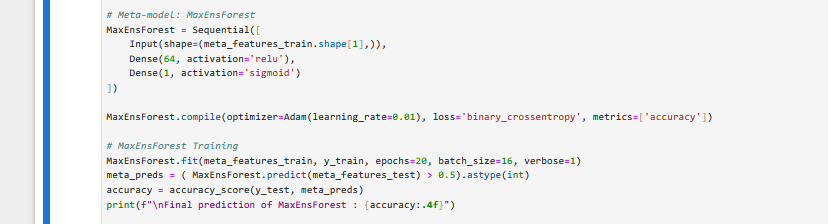 # Meta-model: MaxEnsForest
MaxEnsForest = Sequential([
    Input(shape=(meta_features_train.shape[1],)),
    Dense(64, activation='relu'),
    Dense(1, activation='sigmoid')
])
MaxEnsForest.compile(optimizer=Adam(learning_rate=0.01), loss='binary_crossentropy', metrics=['accuracy'])
# MaxEnsForest Training
MaxEnsForest.fit(meta_features_train, y_train, epochs=20, batch_size=16, verbose=1)
meta_preds = ( MaxEnsForest.predict(meta_features_test) > 0.5).astype(int)
accuracy = accuracy_score(y_test, meta_preds)
print(f"\nFinal prediction of MaxEnsForest : {accuracy:.4f}")